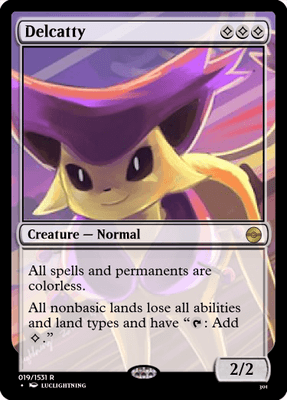 Delcatty
Creature — Normal
All spells and permanents are
colorless.
All nonbasic lands lose all abilities
and land types and have “: Add
.”
2/2
019/1531 R
• LUCLIGHTNING